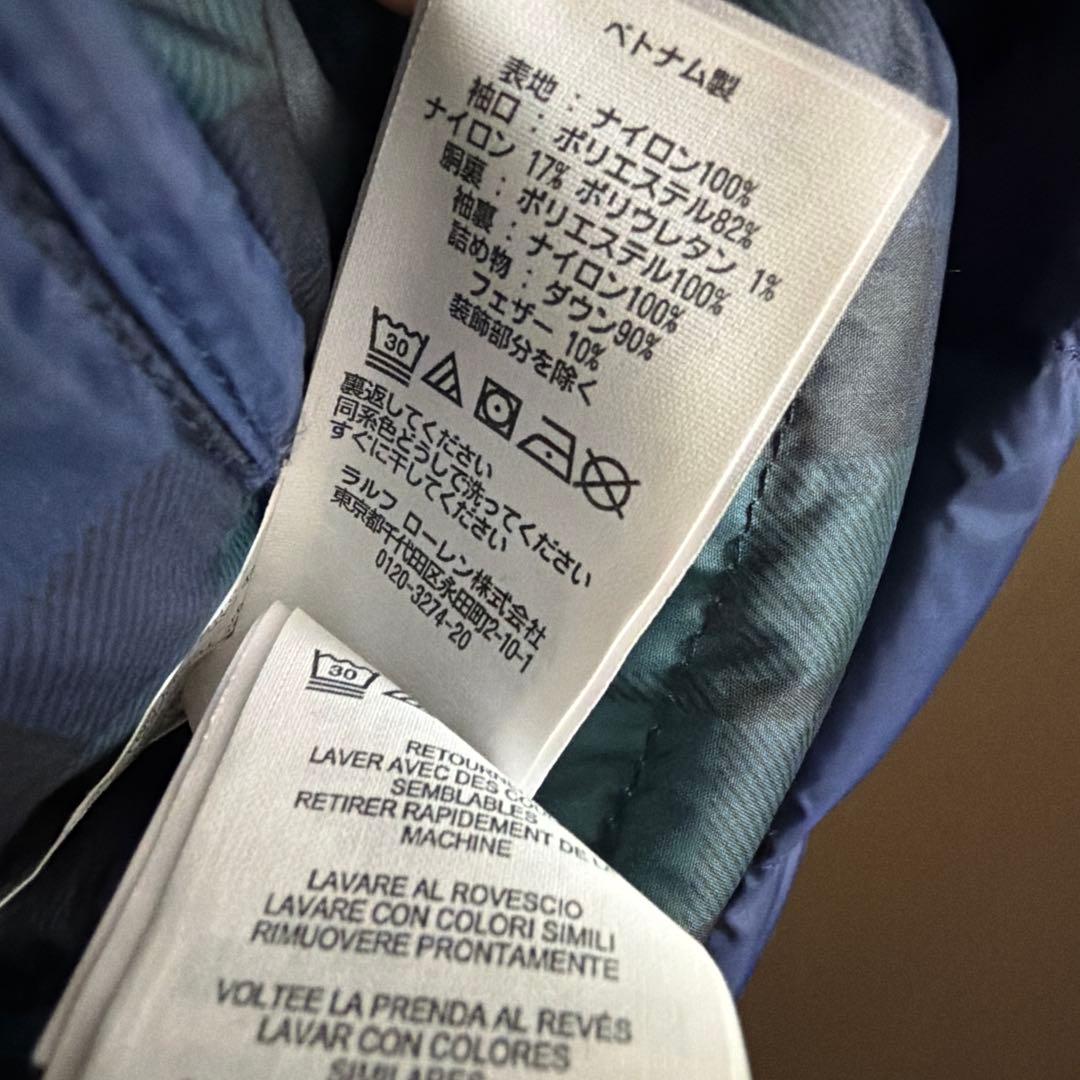 ベトナム製
表地 : ナイロン100%
袖口 : ポリエステル82%
ナイロン 17% ポリウレタン 1%
胴裏 : ポリエステル100%
袖裏 : ナイロン100%
詰め物 : ダウン90%
フェザー 10%
装飾部分を除く
30
裏返してください
同系色どうしで洗ってください
すぐに干してください
ラルフ ローレン株式会社
東京都千代田区永田町2-10-1
0120-3274-20
30
LAVER AVEC DES
SEMBLABLES
RETIRER RAPIDEMENT DE
MACHINE
LAVARE AL ROVESCIO
LAVARE CON COLORI SIMILI
RIMUOVERE PRONTAMENTE
VOLTEE LA PRENDA AL REVÉS
LAVAR CON COLORES
SIMILARES